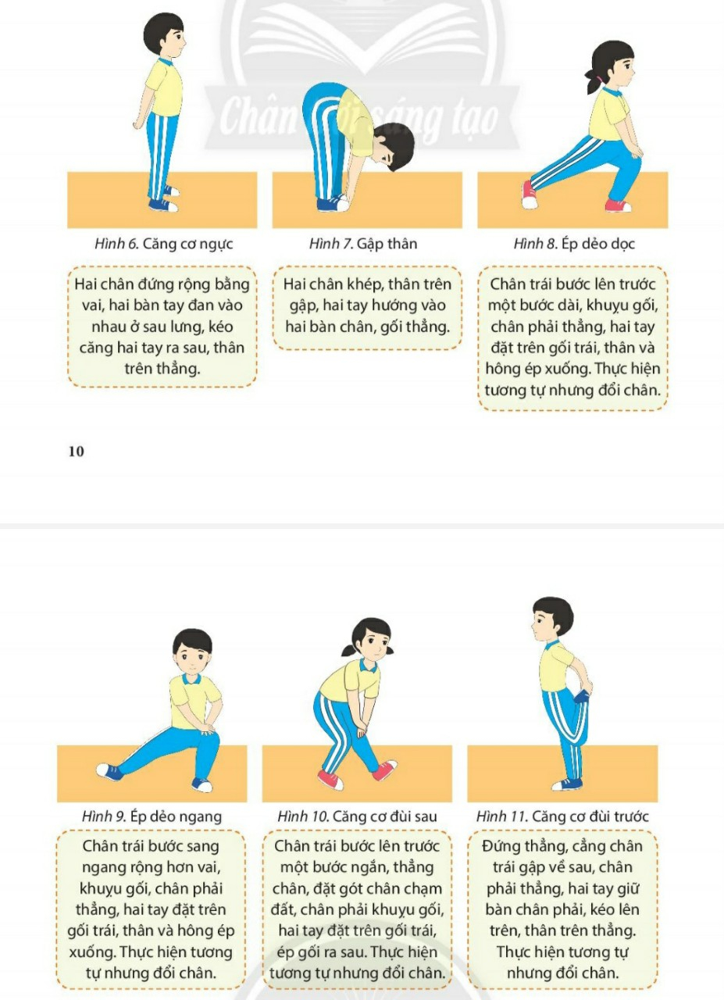 Chân trời sáng tạo
Hình 6. Căng cơ ngực
Hai chân đứng rộng bằng
vai, hai bàn tay đan vào
nhau ở sau lưng, kéo
căng hai tay ra sau, thân
trên thẳng.
Hình 7. Gập thân
Hai chân khép, thân trên
gập, hai tay hướng vào
hai bàn chân, gối thẳng.
Hình 8. Ép dẻo dọc
Chân trái bước lên trước
một bước dài, khuỵu gối,
chân phải thẳng, hai tay
đặt trên gối trái, thân và
hông ép xuống. Thực hiện
tương tự nhưng đổi chân.
10
Hình 9. Ép dẻo ngang
Chân trái bước sang
ngang rộng hơn vai,
khuỵu gối, chân phải
thẳng, hai tay đặt trên
gối trái, thân và hông ép
xuống. Thực hiện tương
tự nhưng đổi chân.
Hình 10. Căng cơ đùi sau
Chân trái bước lên trước
một bước ngắn, thẳng
chân, đặt gót chân chạm
đất, chân phải khuỵu gối,
hai tay đặt trên gối trái,
ép gối ra sau. Thực hiện
tương tự nhưng đổi chân.
Hình 11. Căng cơ đùi trước
Đứng thẳng, cẳng chân
trái gập về sau, chân
phải thẳng, hai tay giữ
bàn chân phải, kéo lên
trên, thân trên thẳng.
Thực hiện tương tự
nhưng đổi chân.